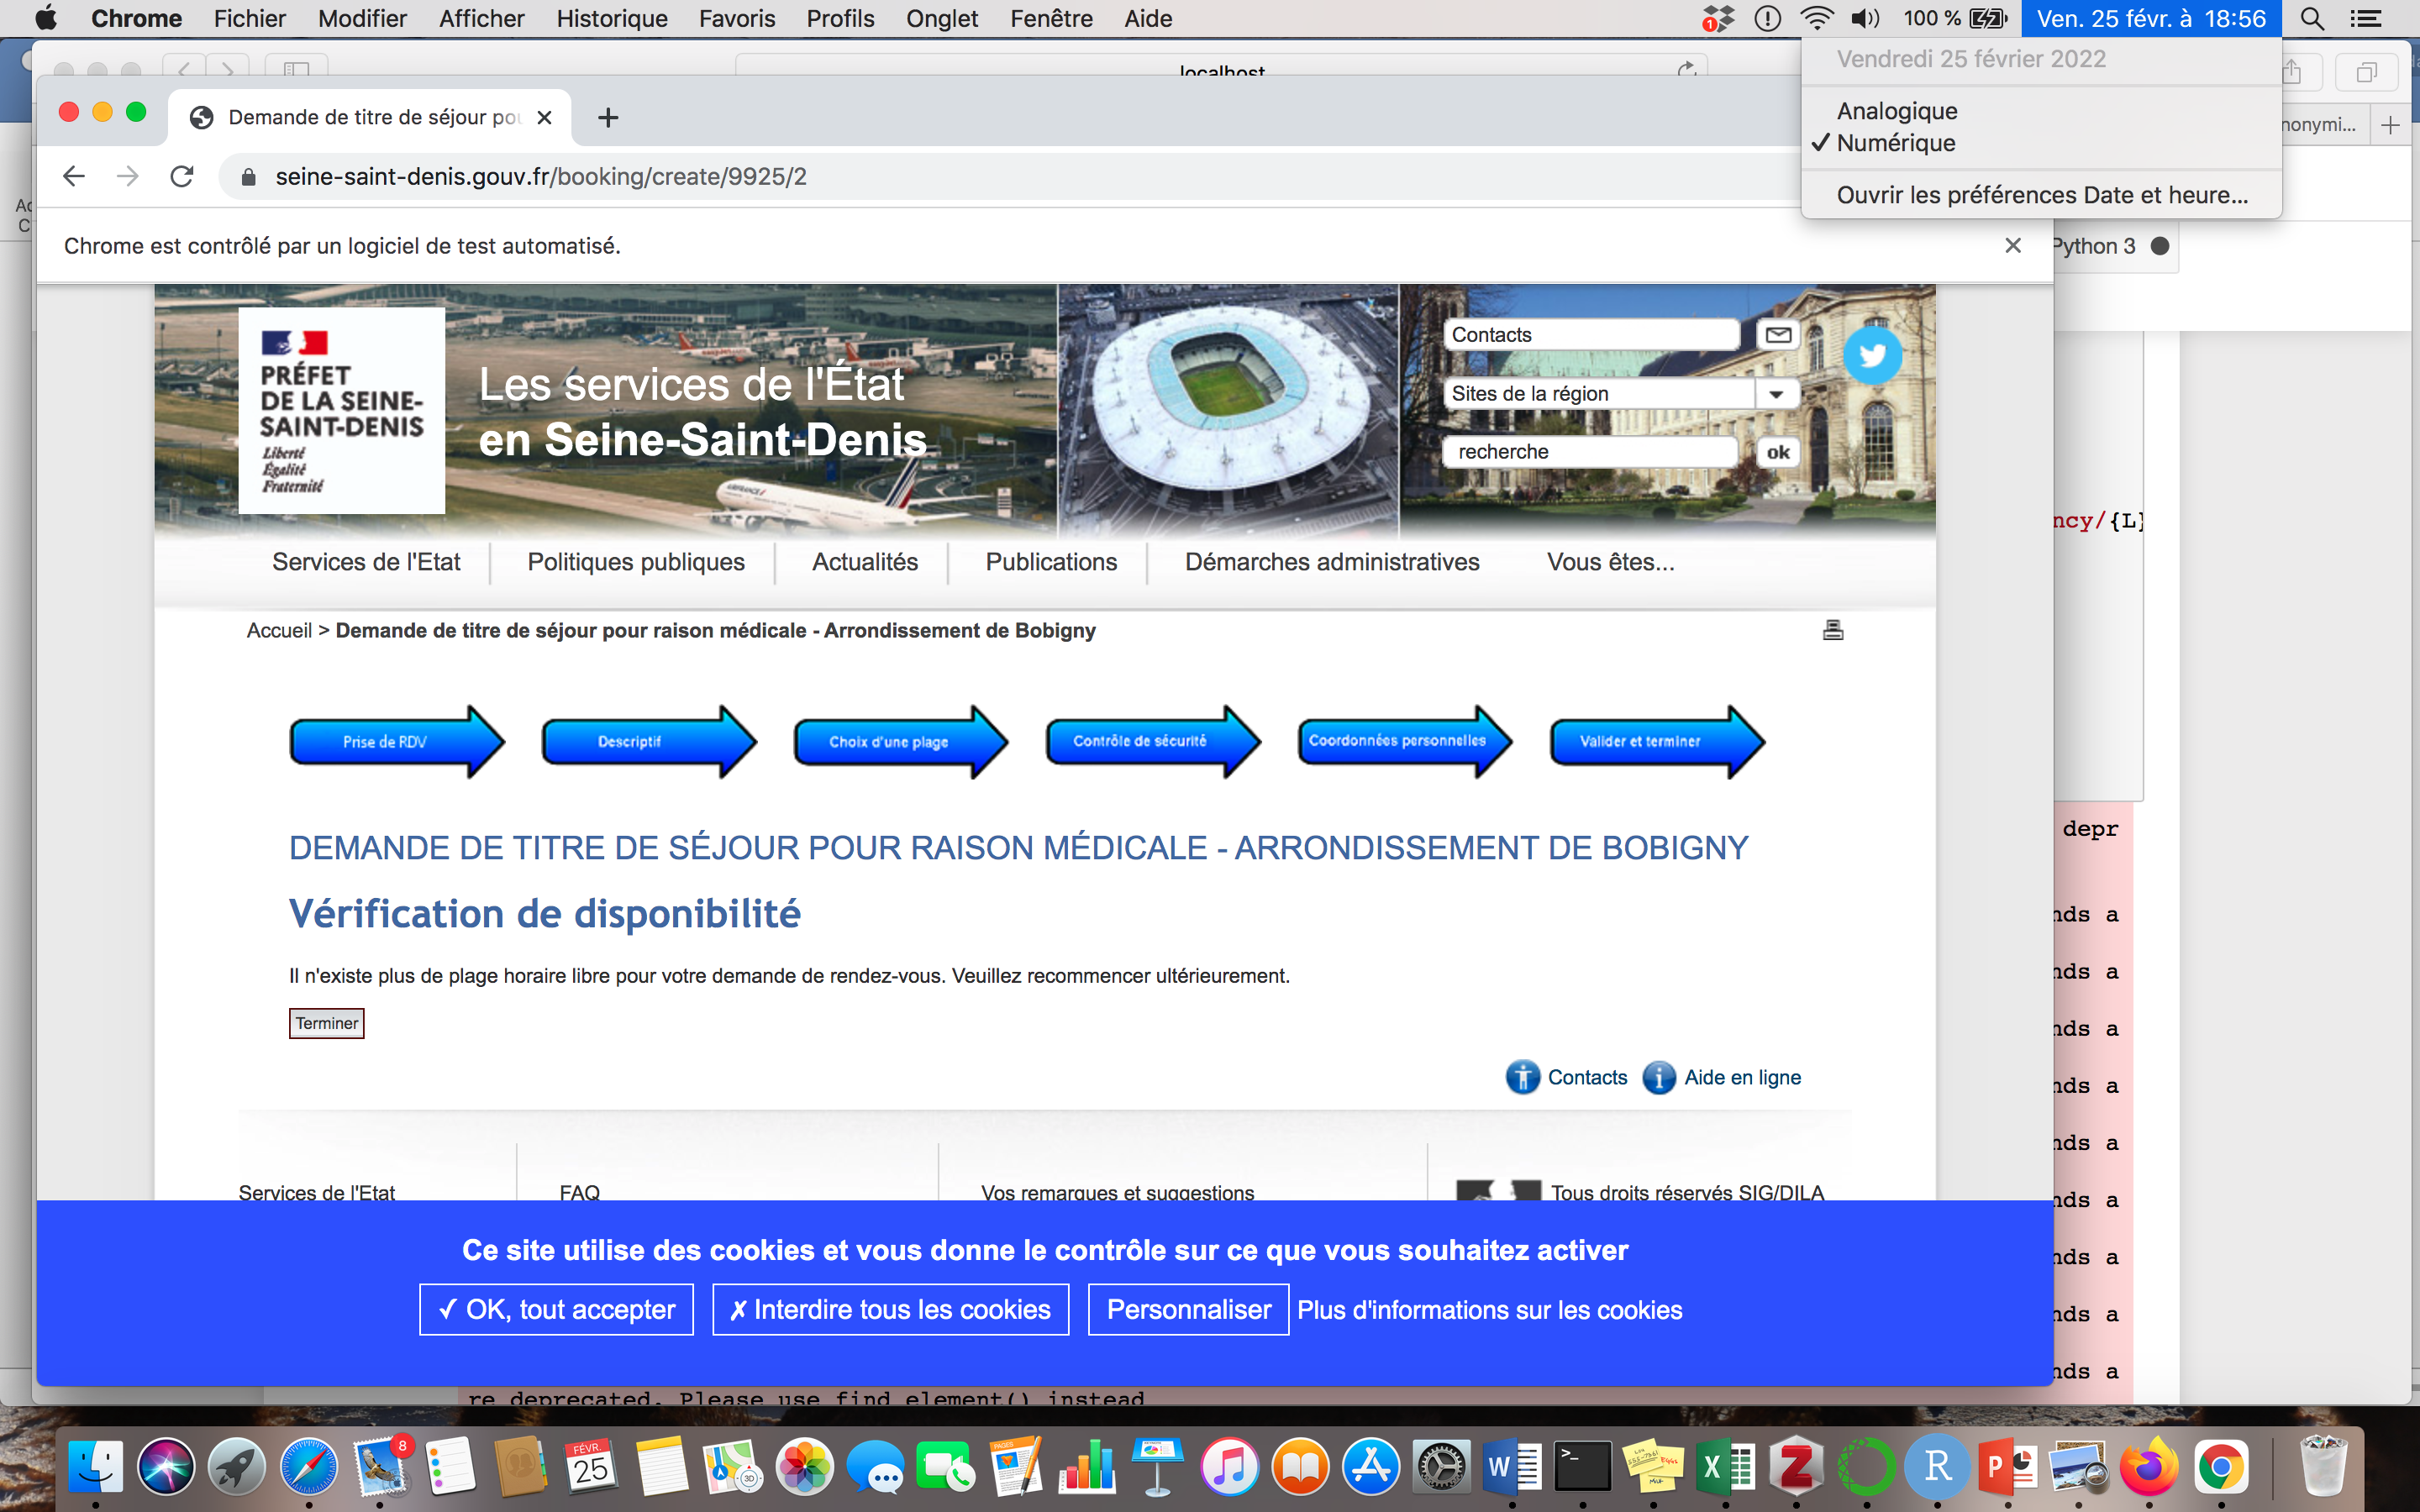 Chrome Fichier Modifier Afficher Historique Favoris Profils Onglet Fenêtre Aide
1 100 % Ven. 25 févr. à 18:56
Vendredi 25 février 2022
Analogique
✓ Numérique
Ouvrir les préférences Date et heure...
localhost
nonymi...
Demande de titre de séjour pou
seine-saint-denis.gouv.fr/booking/create/9925/2
Chrome est contrôlé par un logiciel de test automatisé.
Python 3
PRÉFET
DE LA SEINE-
SAINT-DENIS
Liberté
Égalité
Fraternité
Les services de l'État
en Seine-Saint-Denis
AIRFRANCE
Contacts
Sites de la région
recherche
ok
ncy/{L}
Services de l'Etat
Politiques publiques
Actualités
Publications
Démarches administratives
Vous êtes...
Accueil > Demande de titre de séjour pour raison médicale - Arrondissement de Bobigny
Prise de RDV
Descriptif
Choix d'une plage
Contrôle de sécurité
Coordonnées personnelles
Valider et terminer
DEMANDE DE TITRE DE SÉJOUR POUR RAISON MÉDICALE - ARRONDISSEMENT DE BOBIGNY
Vérification de disponibilité
Il n'existe plus de plage horaire libre pour votre demande de rendez-vous. Veuillez recommencer ultérieurement.
Terminer
Contacts
Aide en ligne
Services de l'Etat
FAQ
Vos remarques et suggestions
Tous droits réservés SIG/DILA
depr
nds a
nds a
nds a
nds a
nds a
nds a
nds a
nds a
nds a
Ce site utilise des cookies et vous donne le contrôle sur ce que vous souhaitez activer
✓ OK, tout accepter
✗ Interdire tous les cookies
Personnaliser
Plus d'informations sur les cookies
re deprecated. Please use find_element() instead
8
FÉVR.
25
3D
PAGES
W
>_
X
Z
R
P